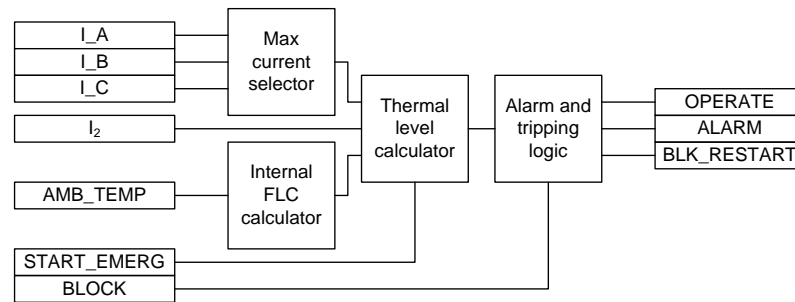 I_A
I_B
I_C
I₂
AMB_TEMP
START_EMERG
BLOCK
Max
current
selector
Internal
FLC
calculator
Thermal
level
calculator
Alarm and
tripping
logic
OPERATE
ALARM
BLK_RESTART